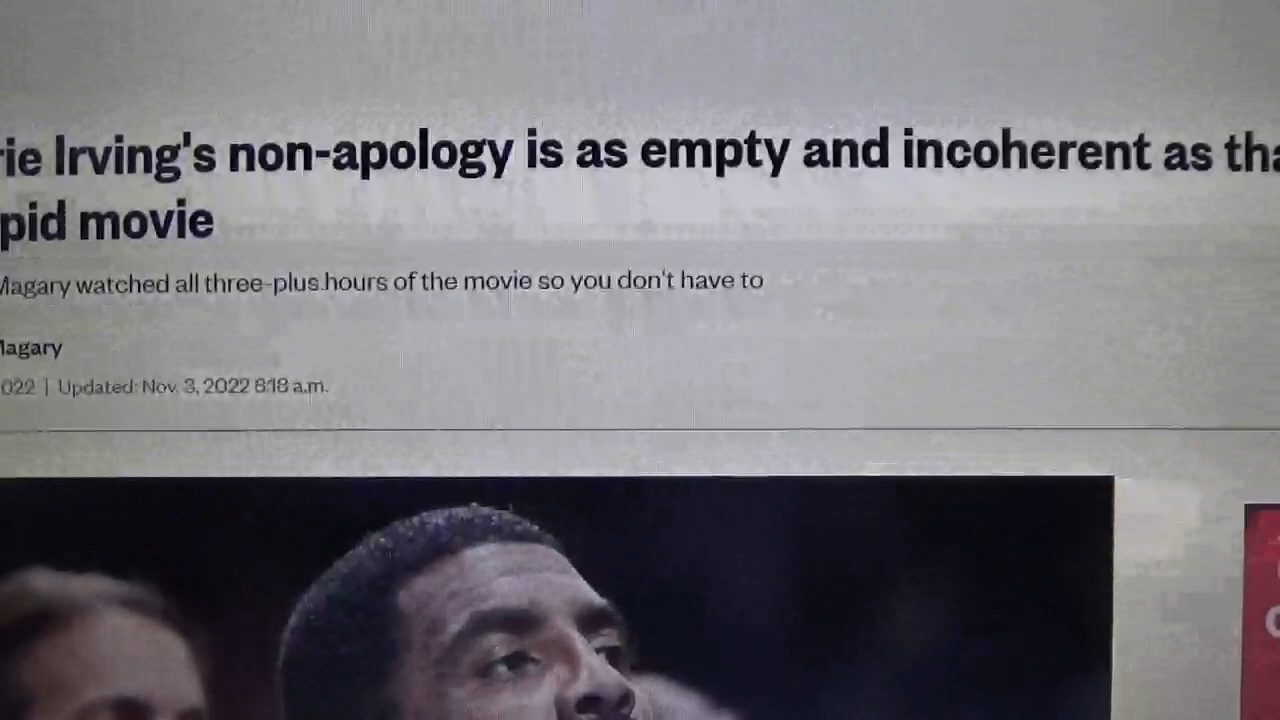 rie Irving's non-apology is as empty and incoherent as tha
pid movie
Magary watched all three-plus hours of the movie so you don't have to
Magary
022 | Updated: Nov. 3, 2022 8:18 a.m.